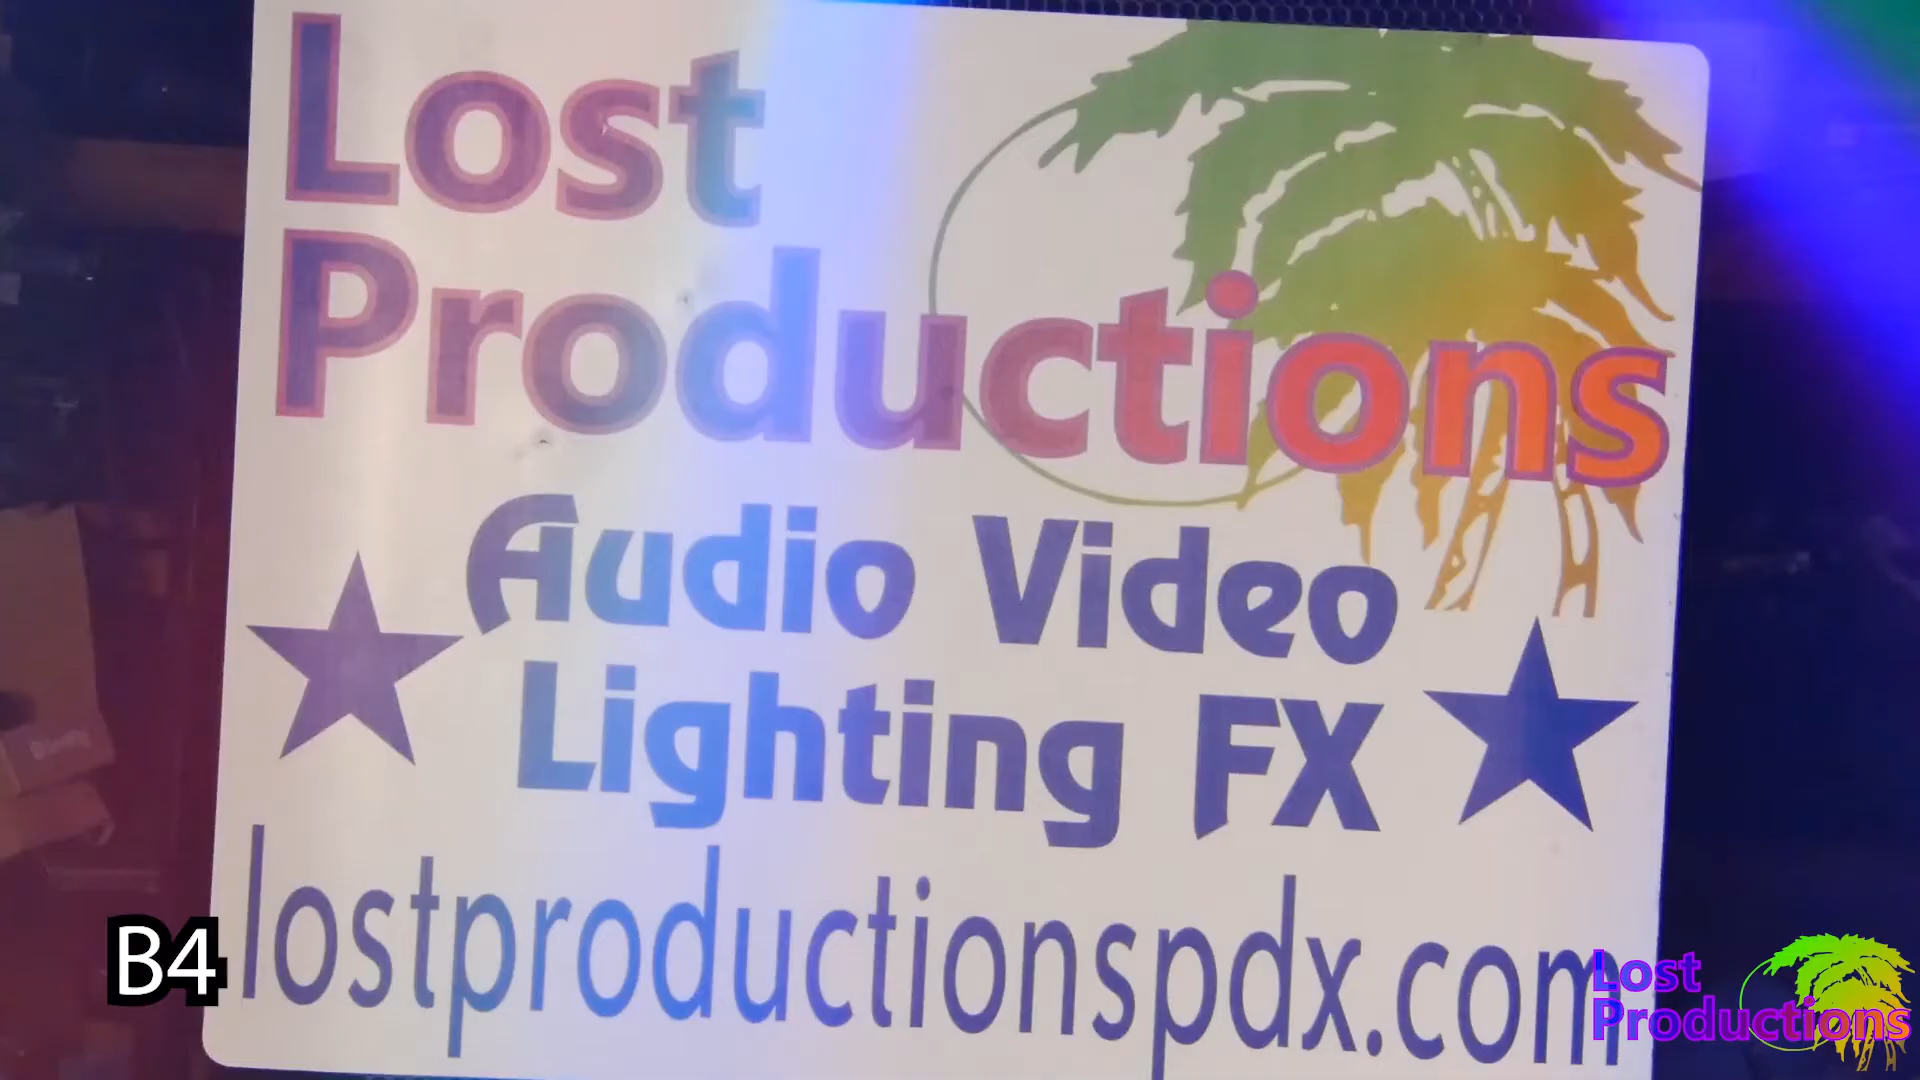 Lost
Productions
Audio Video
Lighting FX
lostproductionspdx.com
B4
Lost
Productions